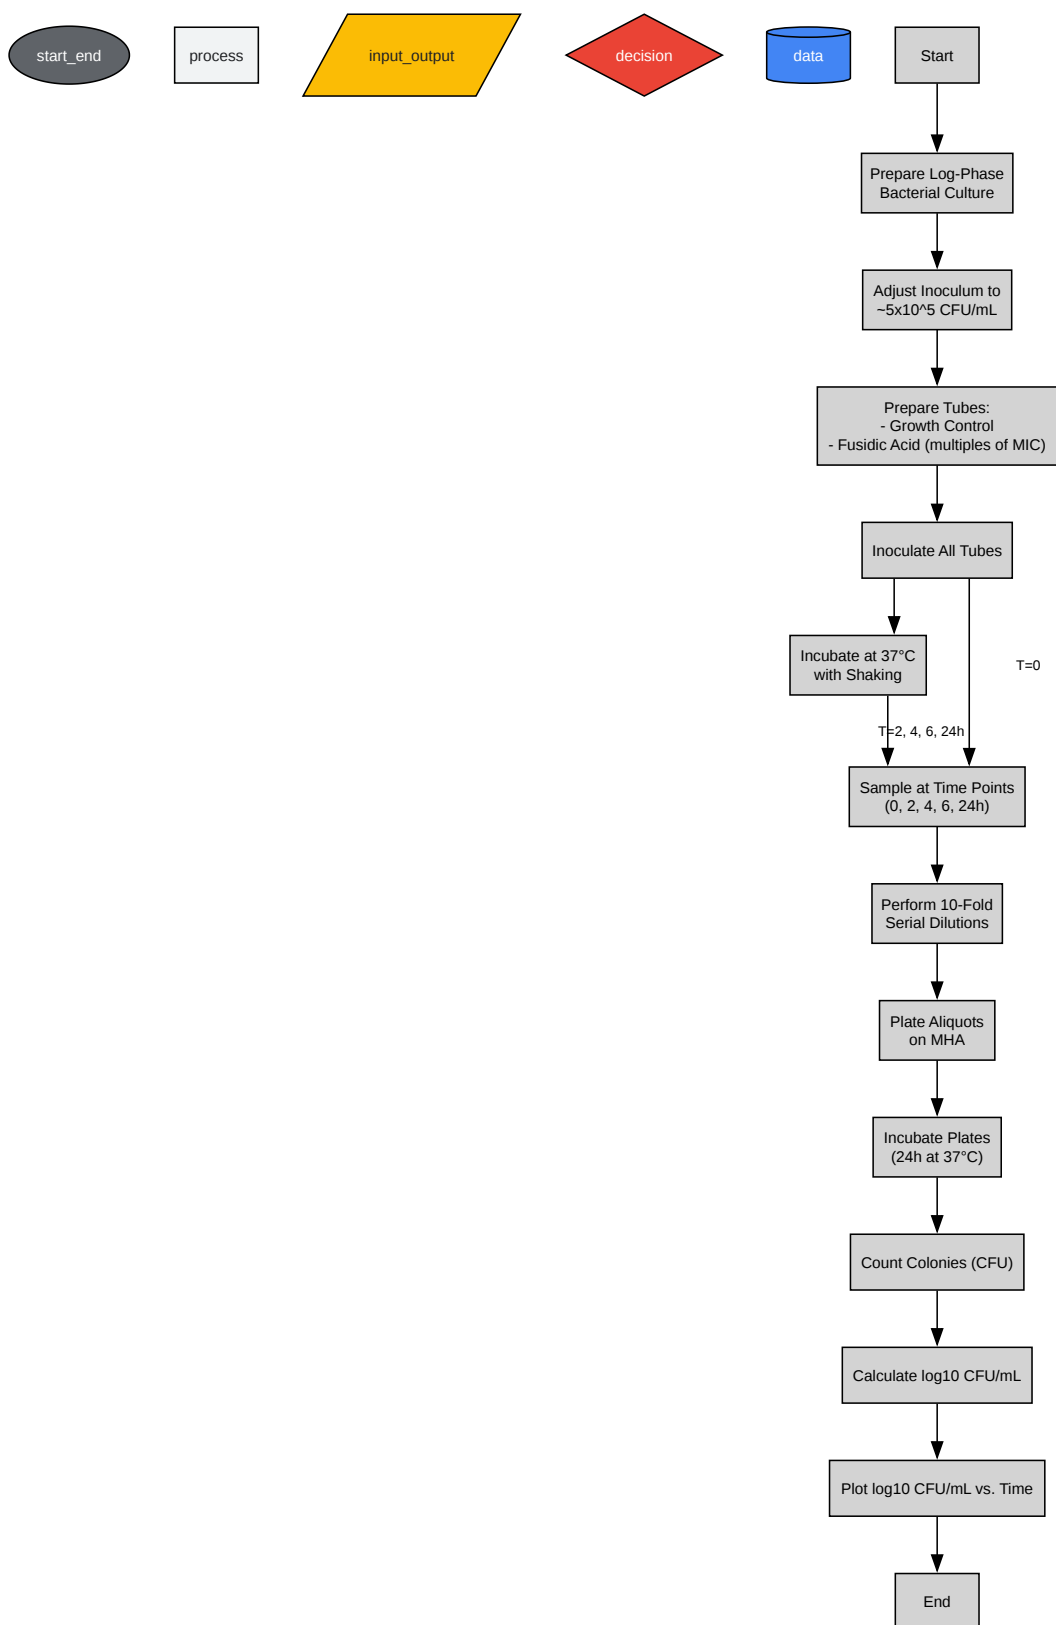 start_end
process
input_output
decision
data
Start
Prepare Log-Phase
Bacterial Culture
Adjust Inoculum to
~5x10^5 CFU/mL
Prepare Tubes:
- Growth Control
- Fusidic Acid (multiples of MIC)
Inoculate All Tubes
Incubate at 37°C
with Shaking
T=0
T=2, 4, 6, 24h
Sample at Time Points
(0, 2, 4, 6, 24h)
Perform 10-Fold
Serial Dilutions
Plate Aliquots
on MHA
Incubate Plates
(24h at 37°C)
Count Colonies (CFU)
Calculate log10 CFU/mL
Plot log10 CFU/mL vs. Time
End